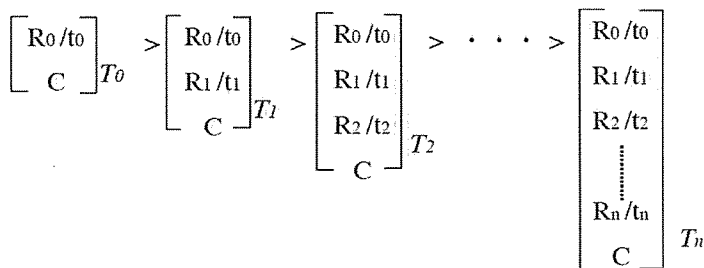 R0/t0
C
T0
>
R0/t0
R1/t1
C
T1
>
R0/t0
R1/t1
R2/t2
C
T2
> · · · >
R0/t0
R1/t1
R2/t2
Rn/tn
C
Tn